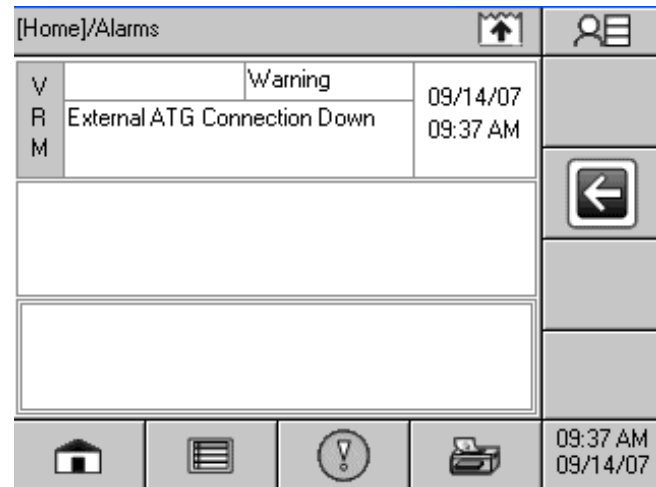 [Home]/Alarms
V
R
M
Warning
External ATG Connection Down
09/14/07
09:37 AM
09:37 AM
09/14/07